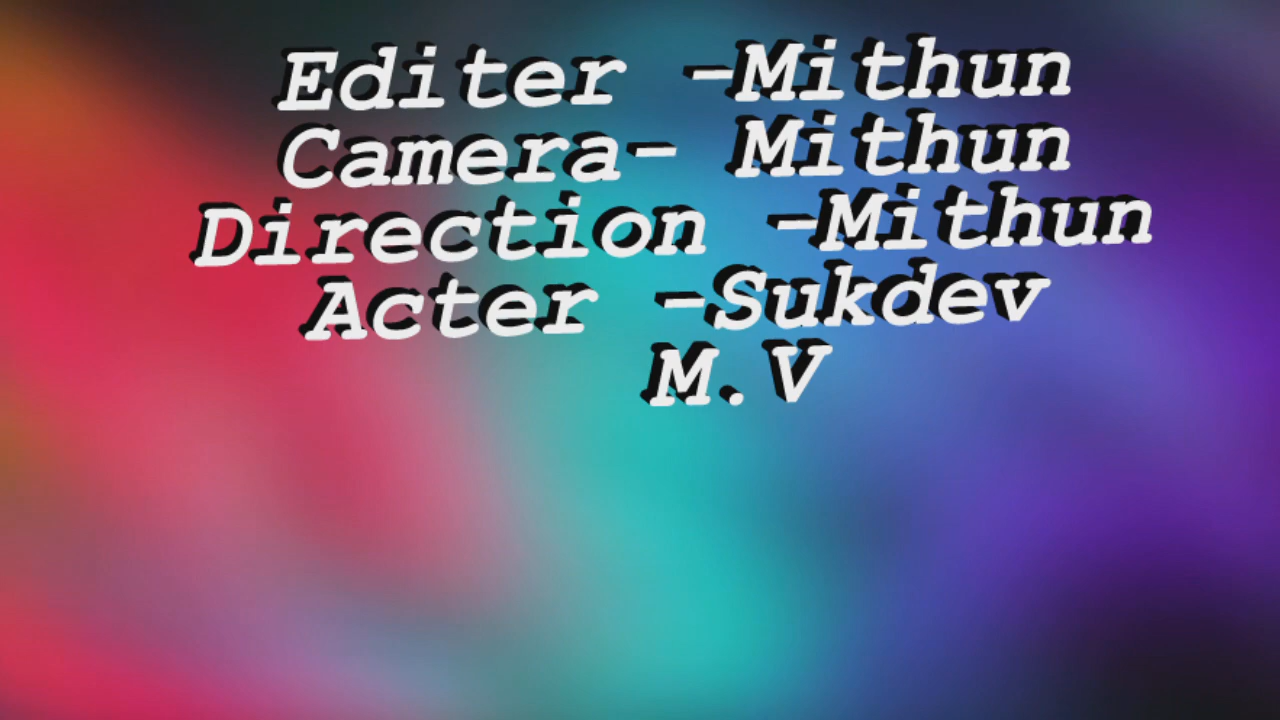 Editer -Mithun
Camera- Mithun
Direction -Mithun
Acter -Sukdev
M.V